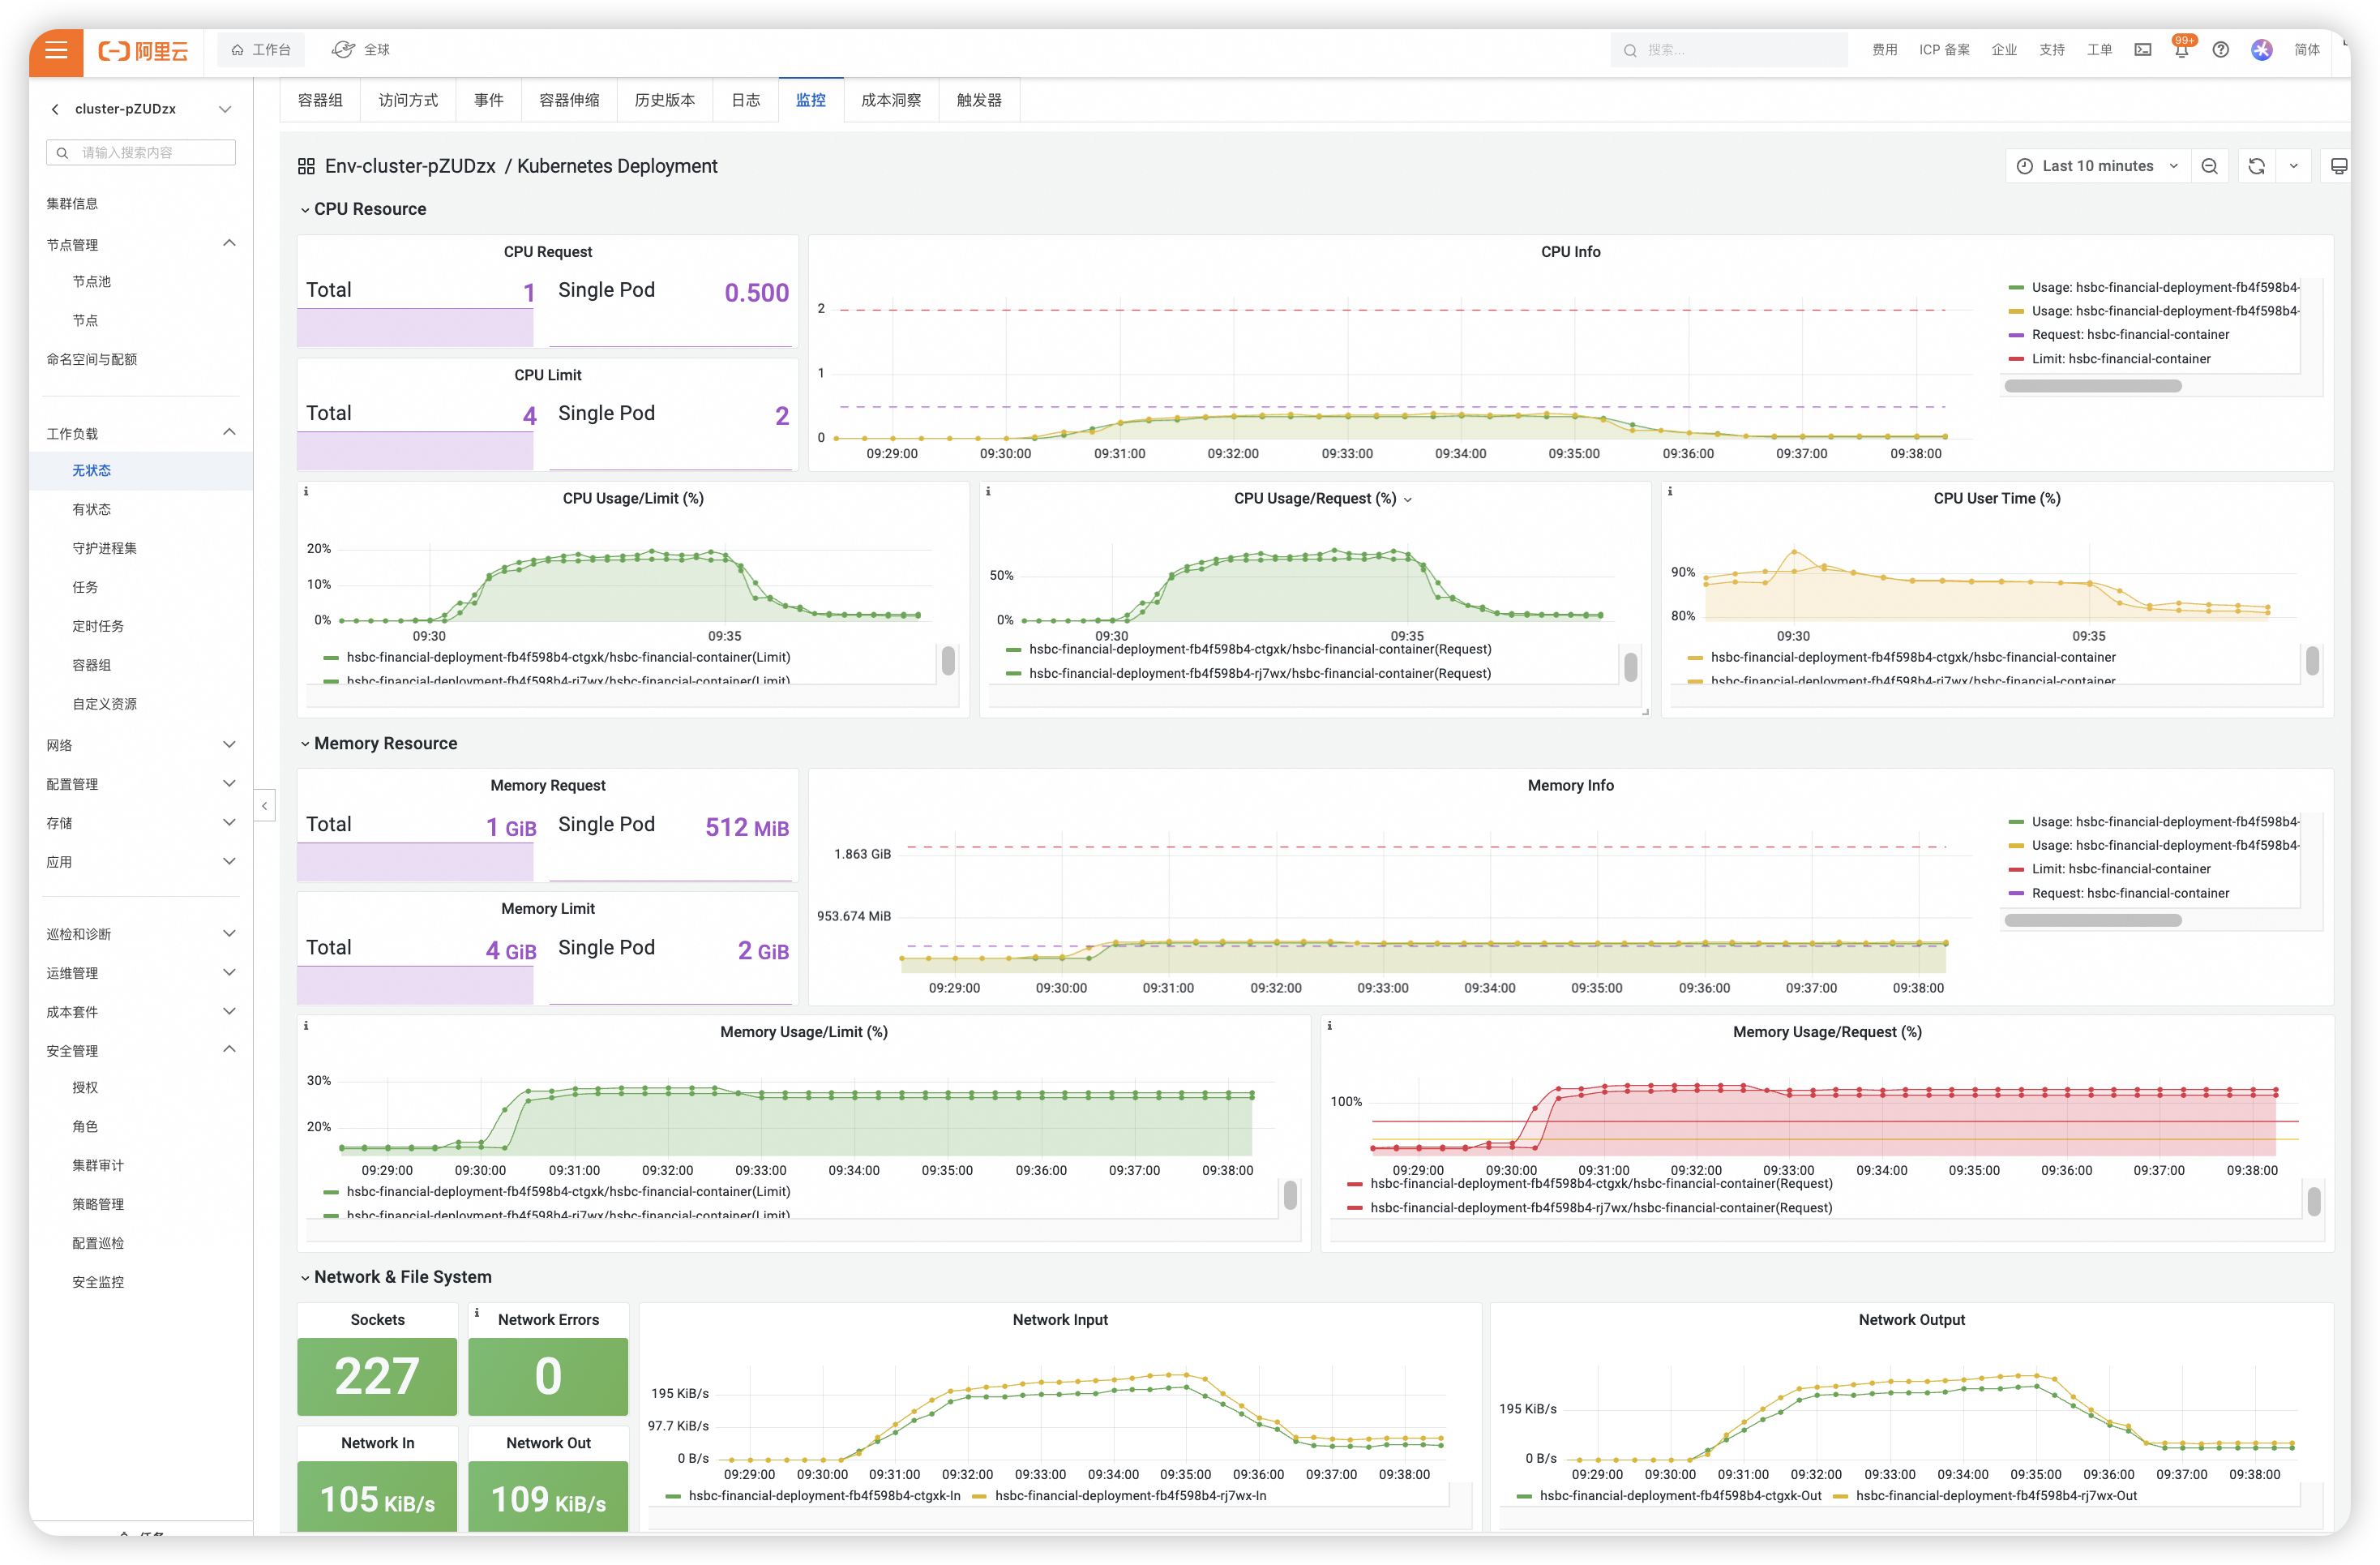 阿里云
工作台
全球
搜索...
费用
ICP 备案
企业
支持
工单
99+
简体
cluster-pZUDzx
请输入搜索内容
集群信息
节点管理
节点池
节点
命名空间与配额
工作负载
无状态
有状态
守护进程集
任务
定时任务
容器组
自定义资源
网络
配置管理
存储
应用
巡检和诊断
运维管理
成本套件
安全管理
授权
角色
集群审计
策略管理
配置巡检
安全监控
容器组
访问方式
事件
容器伸缩
历史版本
日志
监控
成本洞察
触发器
Env-cluster-pZUDzx / Kubernetes Deployment
Last 10 minutes
CPU Resource
CPU Request
Total 1 Single Pod 0.500
CPU Limit
Total 4 Single Pod 2
CPU Info
2
1
0
09:29:00 09:30:00 09:31:00 09:32:00 09:33:00 09:34:00 09:35:00 09:36:00 09:37:00 09:38:00
Usage: hsbc-financial-deployment-fb4f598b4-
Usage: hsbc-financial-deployment-fb4f598b4-
Request: hsbc-financial-container
Limit: hsbc-financial-container
CPU Usage/Limit (%)
20%
10%
0%
09:30 09:35
hsbc-financial-deployment-fb4f598b4-ctgxk/hsbc-financial-container(Limit)
hsbc-financial-deployment-fb4f598b4-rj7wx/hsbc-financial-container(Limit)
CPU Usage/Request (%)
50%
0%
09:30 09:35
hsbc-financial-deployment-fb4f598b4-ctgxk/hsbc-financial-container(Request)
hsbc-financial-deployment-fb4f598b4-rj7wx/hsbc-financial-container(Request)
CPU User Time (%)
90%
80%
09:30 09:35
hsbc-financial-deployment-fb4f598b4-ctgxk/hsbc-financial-container
hsbc-financial-deployment-fb4f598b4-rj7wx/hsbc-financial-container
Memory Resource
Memory Request
Total 1 GiB Single Pod 512 MiB
Memory Limit
Total 4 GiB Single Pod 2 GiB
Memory Info
1.863 GiB
953.674 MiB
09:29:00 09:30:00 09:31:00 09:32:00 09:33:00 09:34:00 09:35:00 09:36:00 09:37:00 09:38:00
Usage: hsbc-financial-deployment-fb4f598b4-
Usage: hsbc-financial-deployment-fb4f598b4-
Limit: hsbc-financial-container
Request: hsbc-financial-container
Memory Usage/Limit (%)
30%
20%
09:29:00 09:30:00 09:31:00 09:32:00 09:33:00 09:34:00 09:35:00 09:36:00 09:37:00 09:38:00
hsbc-financial-deployment-fb4f598b4-ctgxk/hsbc-financial-container(Limit)
hsbc-financial-deployment-fb4f598b4-rj7wx/hsbc-financial-container(Limit)
Memory Usage/Request (%)
100%
09:29:00 09:30:00 09:31:00 09:32:00 09:33:00 09:34:00 09:35:00 09:36:00 09:37:00 09:38:00
hsbc-financial-deployment-fb4f598b4-ctgxk/hsbc-financial-container(Request)
hsbc-financial-deployment-fb4f598b4-rj7wx/hsbc-financial-container(Request)
Network & File System
Sockets
227
Network Errors
0
Network In
105 KiB/s
Network Out
109 KiB/s
Network Input
195 KiB/s
97.7 KiB/s
0 B/s
09:29:00 09:30:00 09:31:00 09:32:00 09:33:00 09:34:00 09:35:00 09:36:00 09:37:00 09:38:00
hsbc-financial-deployment-fb4f598b4-ctgxk-In hsbc-financial-deployment-fb4f598b4-rj7wx-In
Network Output
195 KiB/s
0 B/s
09:29:00 09:30:00 09:31:00 09:32:00 09:33:00 09:34:00 09:35:00 09:36:00 09:37:00 09:38:00
hsbc-financial-deployment-fb4f598b4-ctgxk-Out hsbc-financial-deployment-fb4f598b4-rj7wx-Out